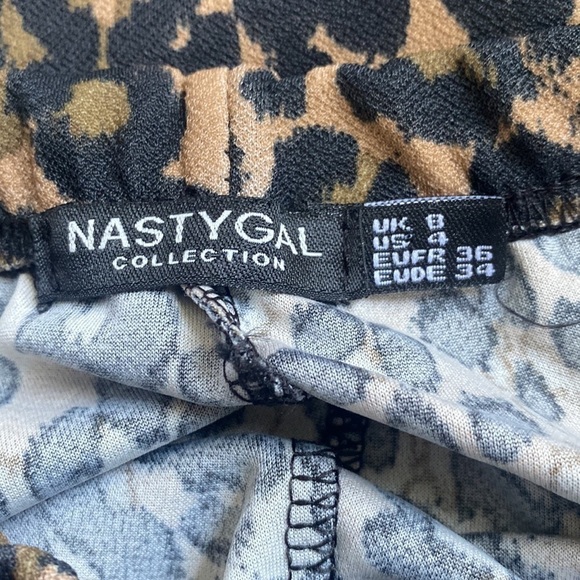 NASTYGAL
COLLECTION
UK 8
US 4
EUFR 36
EUDE 34